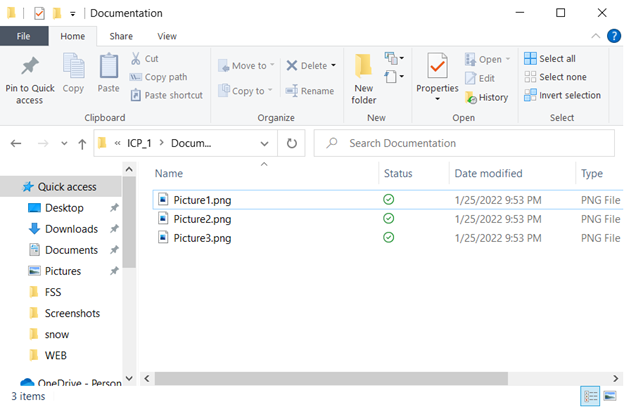 Documentation
File Home Share View
Pin to Quick access
Copy
Paste
Cut
Copy path
Paste shortcut
Clipboard
Move to
Copy to
Delete
Rename
Organize
New folder
New
Properties
Open
Edit
History
Open
Select all
Select none
Invert selection
Select
« ICP_1 > Docum...
Search Documentation
Name Status Date modified Type
Quick access
Desktop
Downloads
Documents
Pictures
FSS
Screenshots
snow
WEB
OneDrive - Person
Picture1.png 1/25/2022 9:53 PM PNG File
Picture2.png 1/25/2022 9:53 PM PNG File
Picture3.png 1/25/2022 9:53 PM PNG File
3 items